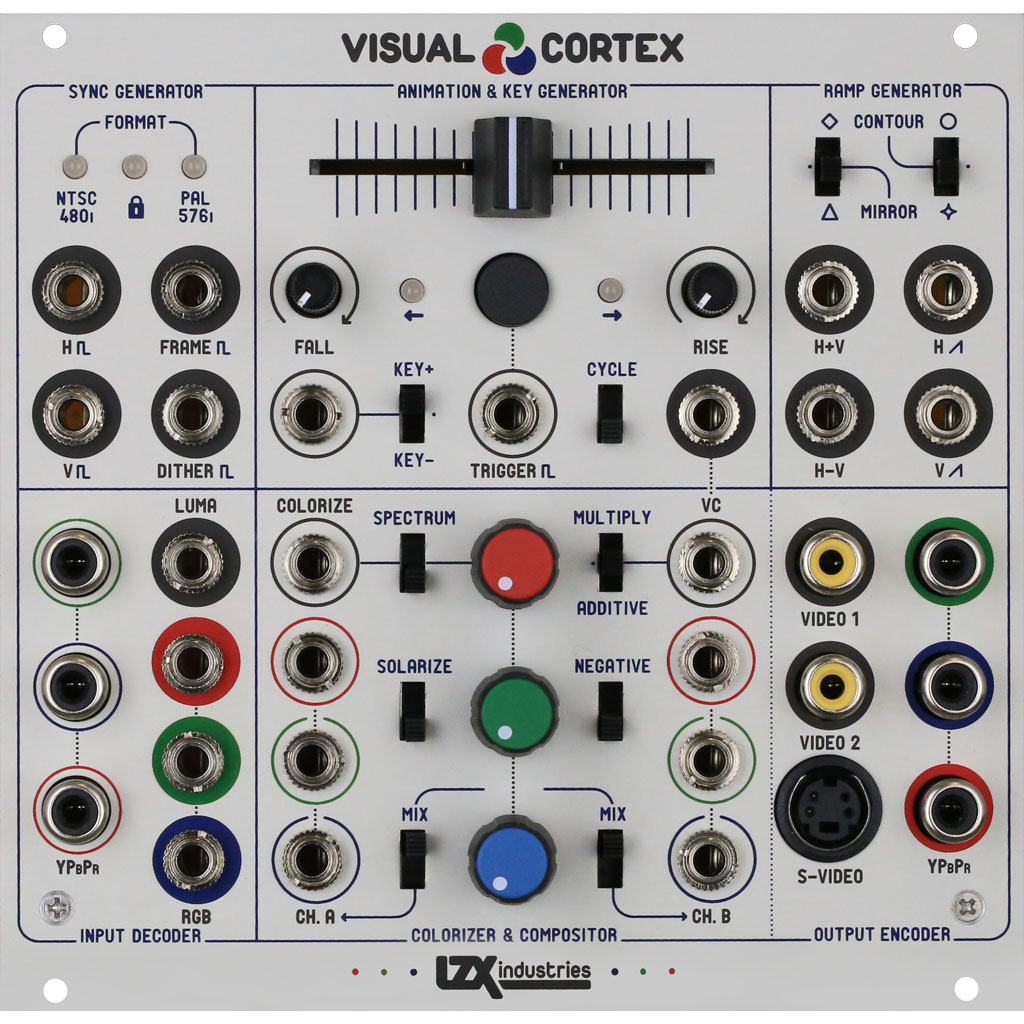 VISUAL CORTEX
SYNC GENERATOR
ANIMATION & KEY GENERATOR
RAMP GENERATOR
FORMAT
CONTOUR
NTSC
480i
PAL
576i
MIRROR
H
FRAME
FALL
RISE
H+V
H
KEY+
CYCLE
V
DITHER
KEY-
TRIGGER
H-V
V
LUMA
COLORIZE
SPECTRUM
MULTIPLY
VC
ADDITIVE
VIDEO 1
SOLARIZE
NEGATIVE
VIDEO 2
MIX
MIX
YPBPR
S-VIDEO
YPBPR
RGB
CH. A
CH. B
INPUT DECODER
COLORIZER & COMPOSITOR
OUTPUT ENCODER
LZX industries